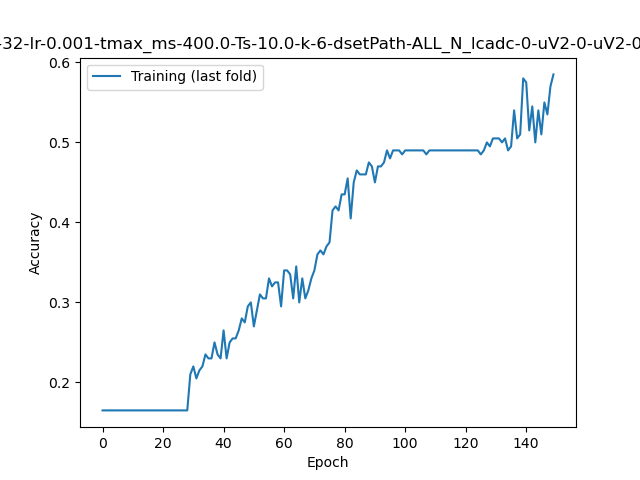 -32-lr-0.001-tmax_ms-400.0-Ts-10.0-k-6-dsetPath-ALL_N_lcadc-0-uV2-0-uV2-0
Training (last fold)
0.6
0.5
0.4
0.3
0.2
Accuracy
0 20 40 60 80 100 120 140
Epoch